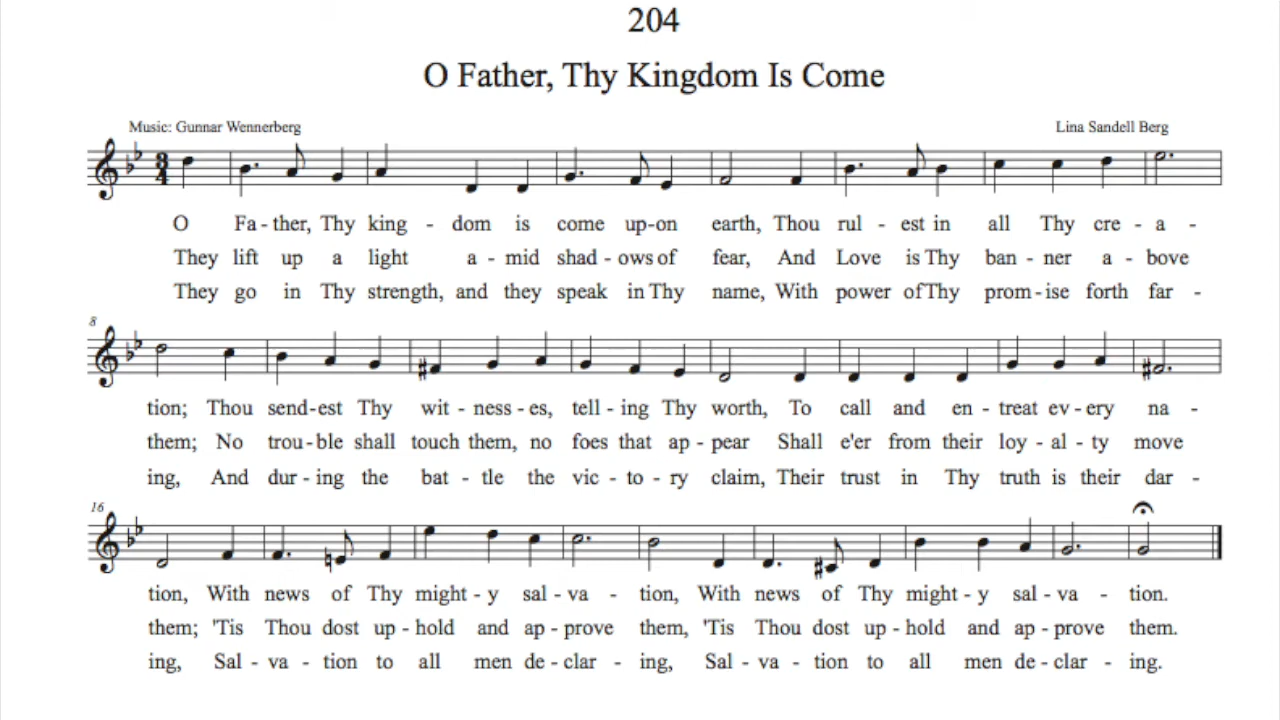 204
O Father, Thy Kingdom Is Come
Music: Gunnar Wennerberg
Lina Sandell Berg
3
4
O Fa - ther, Thy king - dom is come up-on earth, Thou rul - est in all Thy cre - a -
They lift up a light a - mid shad - ows of fear, And Love is Thy ban - ner a - bove
They go in Thy strength, and they speak in Thy name, With power of Thy prom - ise forth far -
8
tion; Thou send-est Thy wit - ness - es, tell - ing Thy worth, To call and en - treat ev - ery na -
them; No trou - ble shall touch them, no foes that ap - pear Shall e'er from their loy - al - ty move
ing, And dur - ing the bat - tle the vic - to - ry claim, Their trust in Thy truth is their dar -
16
tion, With news of Thy might - y sal - va - tion, With news of Thy might - y sal - va - tion.
them; 'Tis Thou dost up - hold and ap - prove them, 'Tis Thou dost up - hold and ap - prove them.
ing, Sal - va - tion to all men de - clar - ing, Sal - va - tion to all men de - clar - ing.